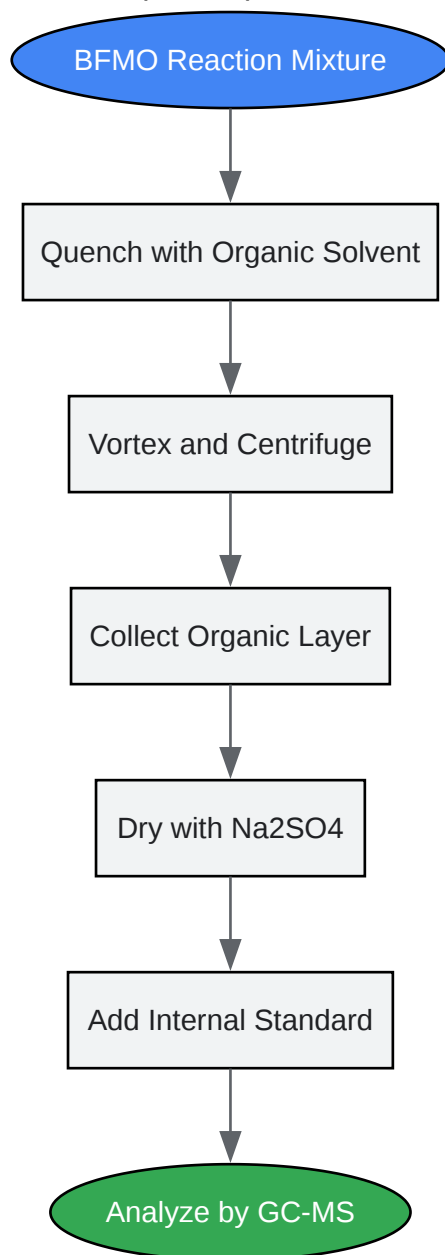 BFMO Reaction Mixture
Quench with Organic Solvent
Vortex and Centrifuge
Collect Organic Layer
Dry with Na2SO4
Add Internal Standard
Analyze by GC-MS